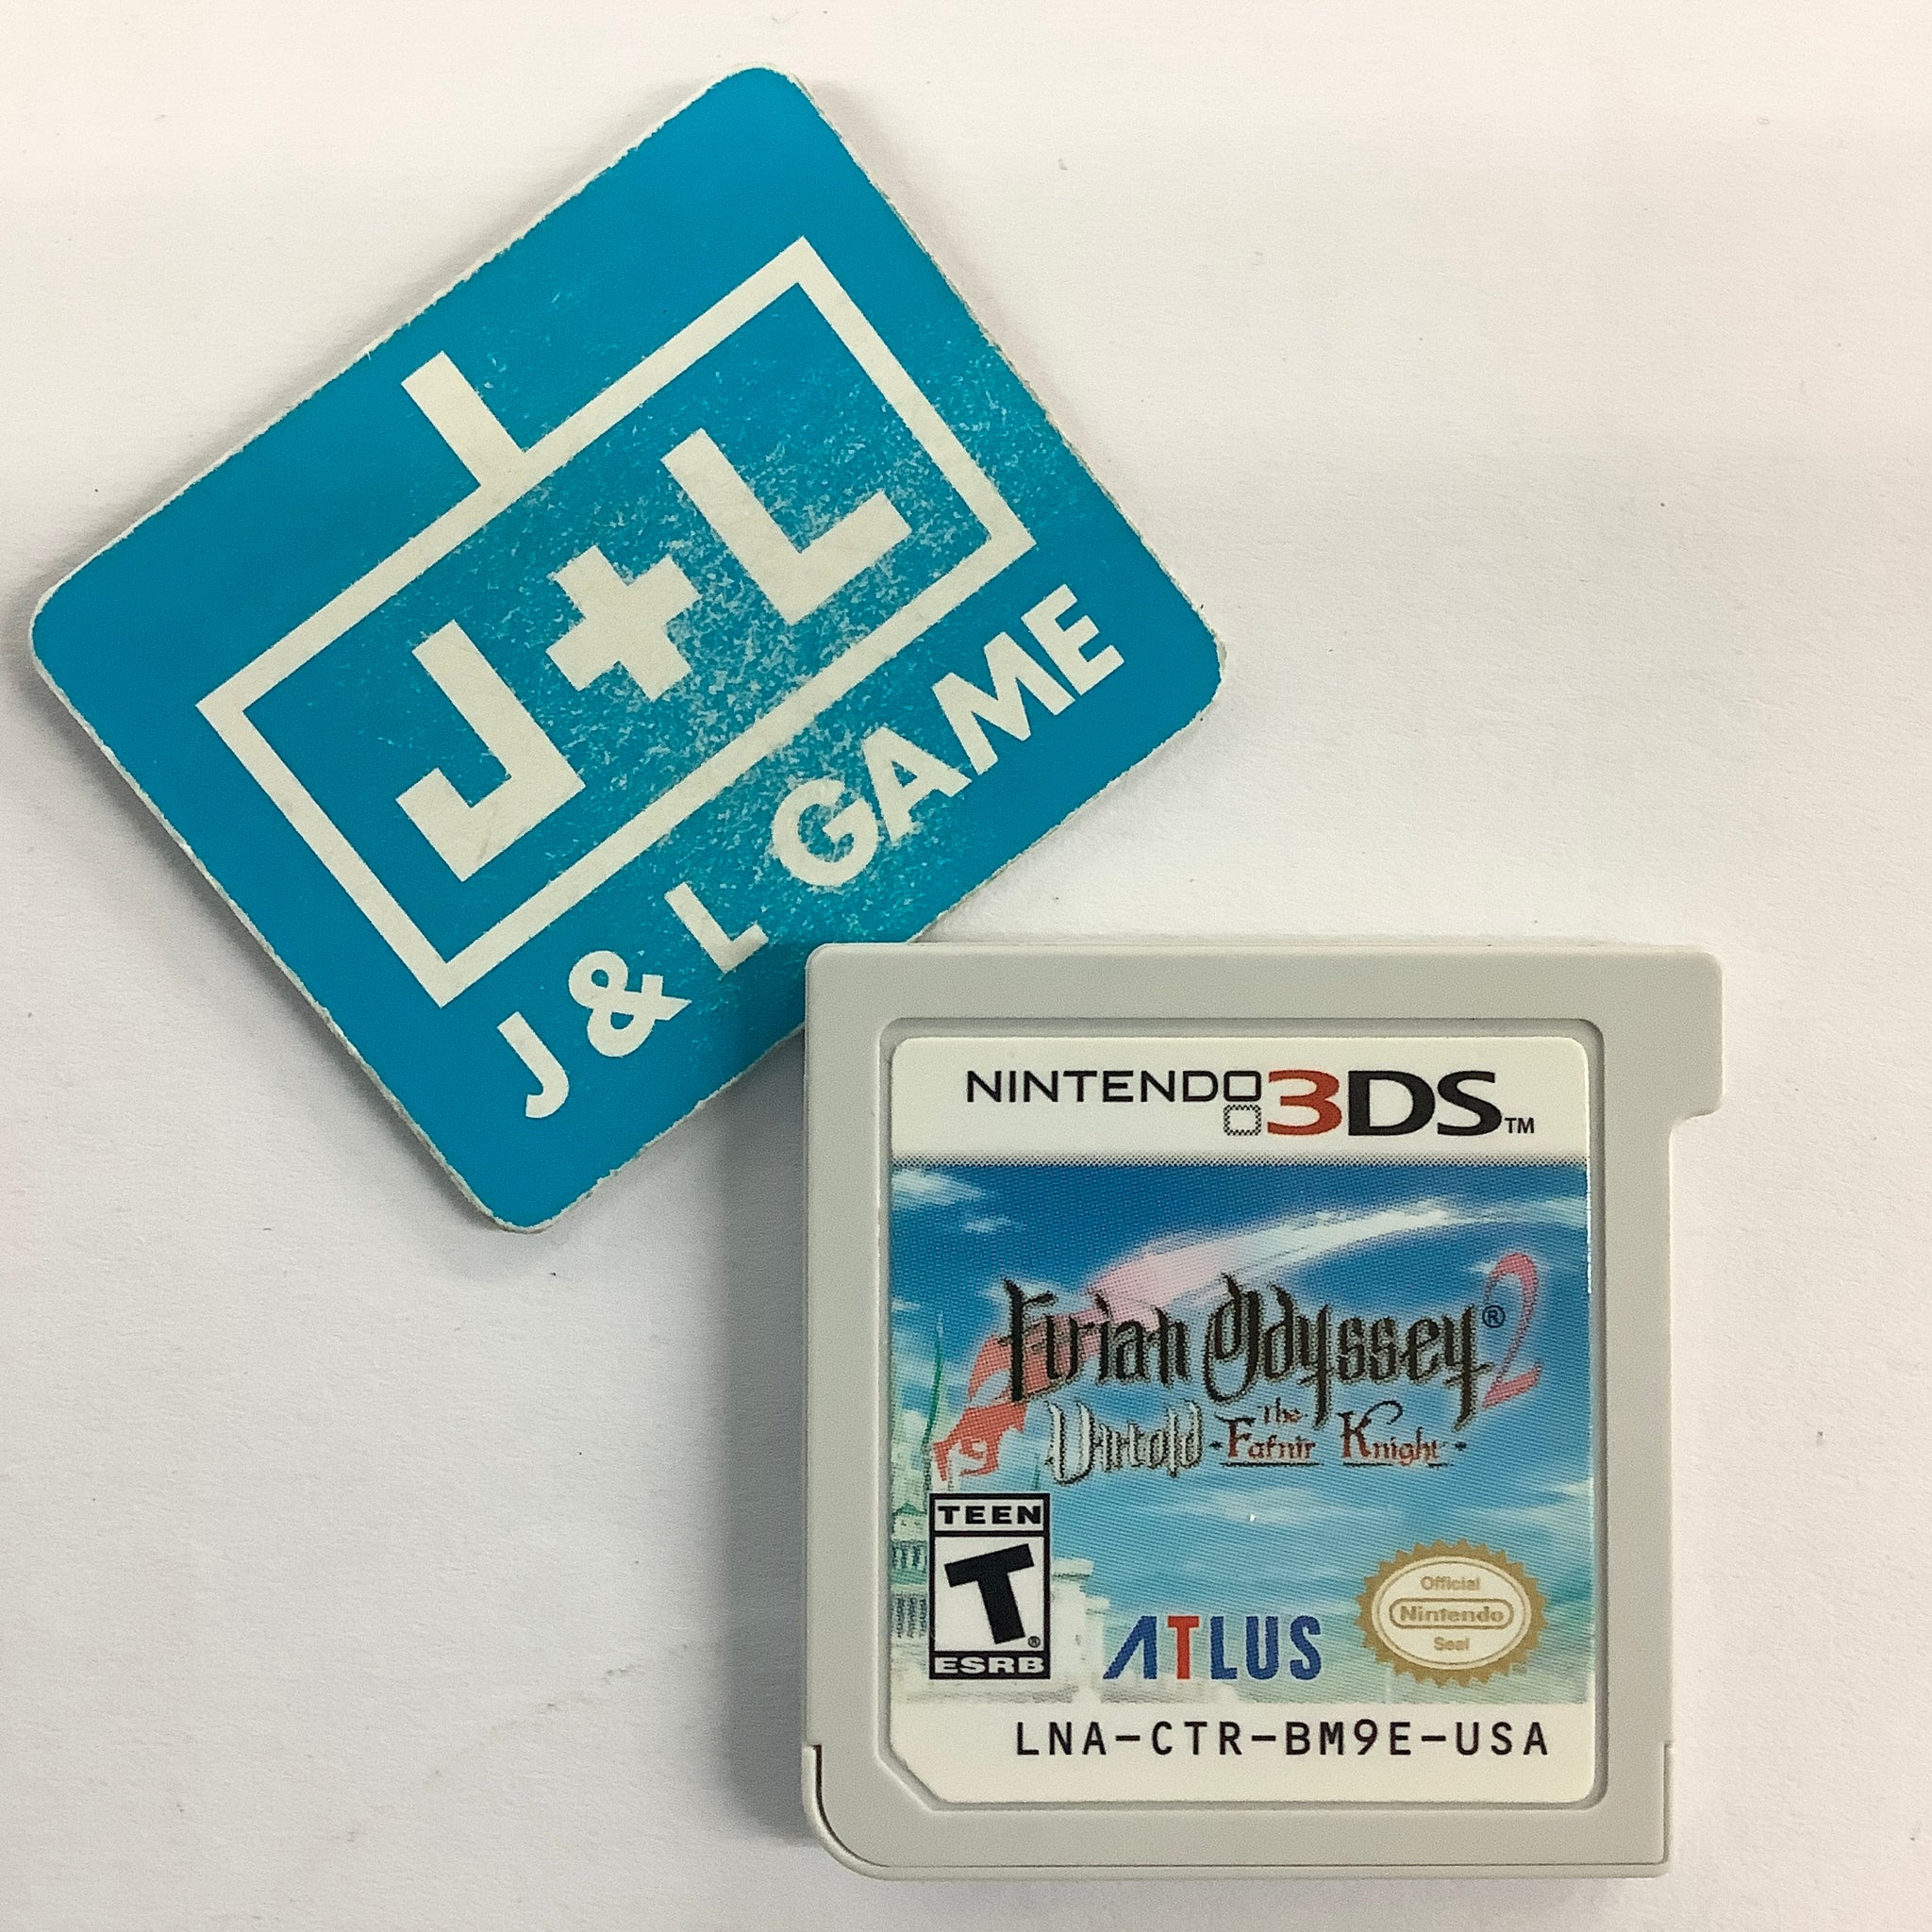 J+L
J & L GAME
NINTENDO 3DS™
Etrian Odyssey® 2
Untold - The Fafnir Knight -
TEEN
T®
ESRB
ATLUS
Official
Nintendo
Seal
LNA-CTR-BM9E-USA